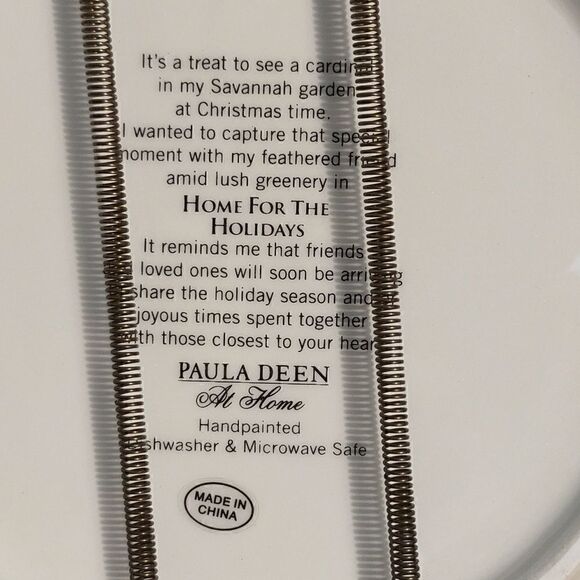 It's a treat to see a cardinal
in my Savannah garden
at Christmas time.
I wanted to capture that special
moment with my feathered friend
amid lush greenery in
HOME FOR THE
HOLIDAYS
It reminds me that friends
loved ones will soon be arriving
share the holiday season and
joyous times spent together
with those closest to your heart
PAULA DEEN
At Home
Handpainted
Dishwasher & Microwave Safe
MADE IN
CHINA